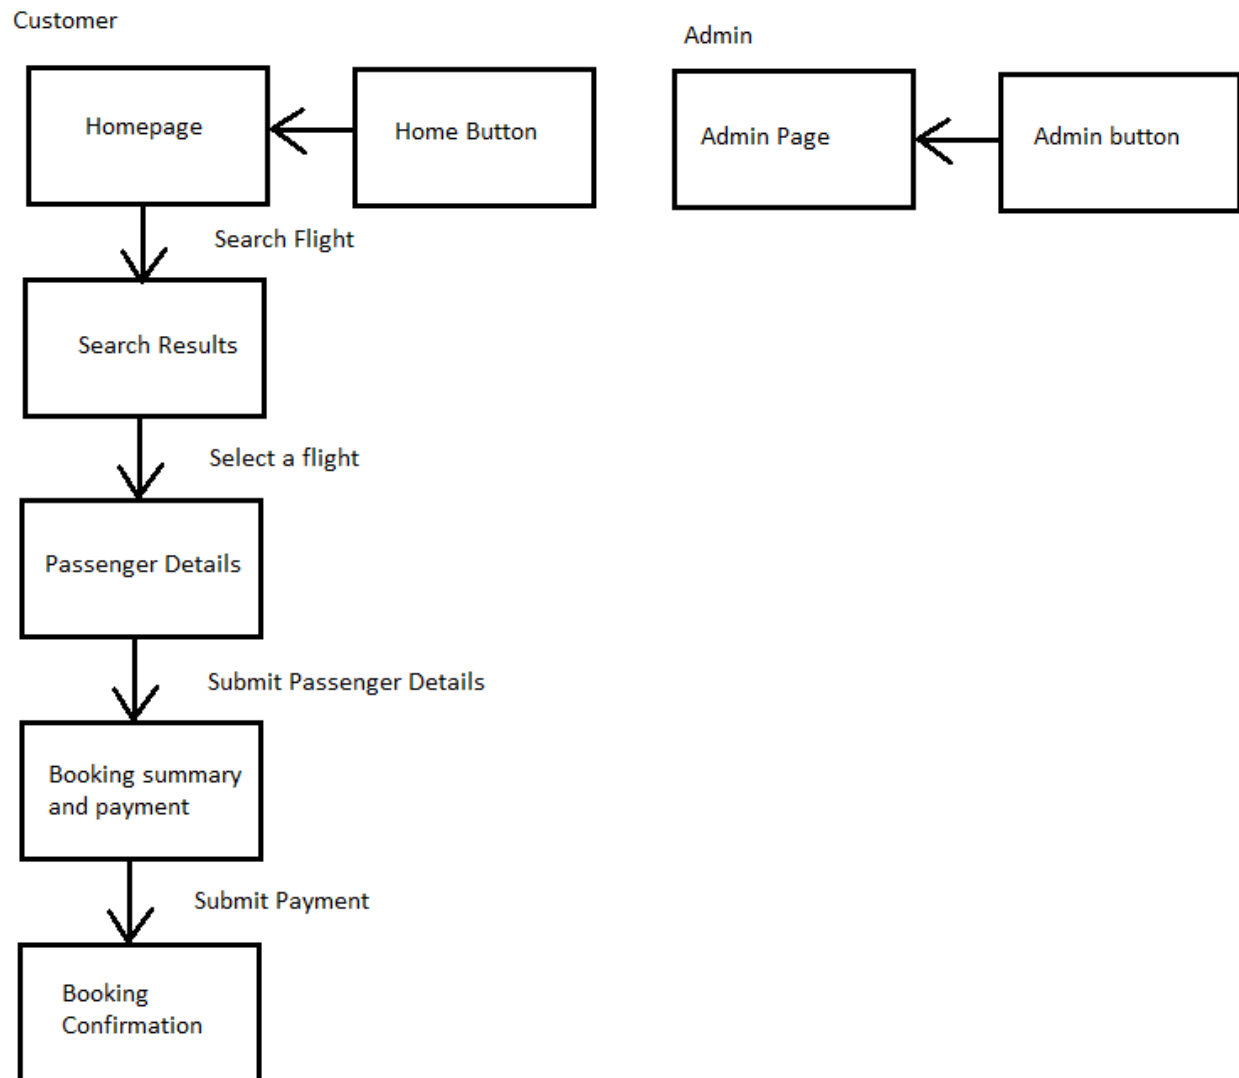 Customer
Admin
Homepage
Home Button
Admin Page
Admin button
Search Flight
Search Results
Select a flight
Passenger Details
Submit Passenger Details
Booking summary
and payment
Submit Payment
Booking
Confirmation